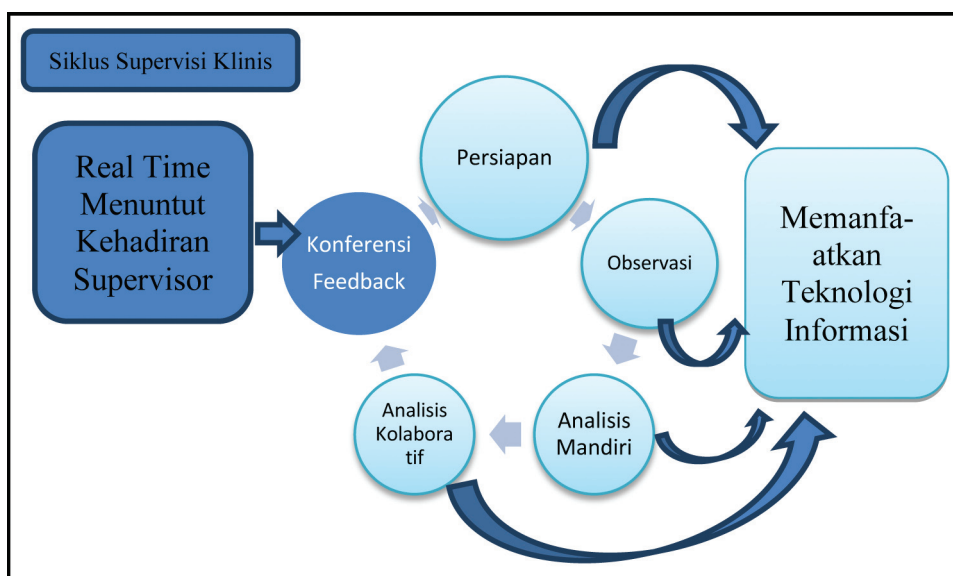 Siklus Supervisi Klinis
Real Time
Menuntut
Kehadiran
Supervisor
Konferensi
Feedback
Persiapan
Observasi
Analisis
Mandiri
Analisis
Kolabora
tif
Memanfa-
atkan
Teknologi
Informasi